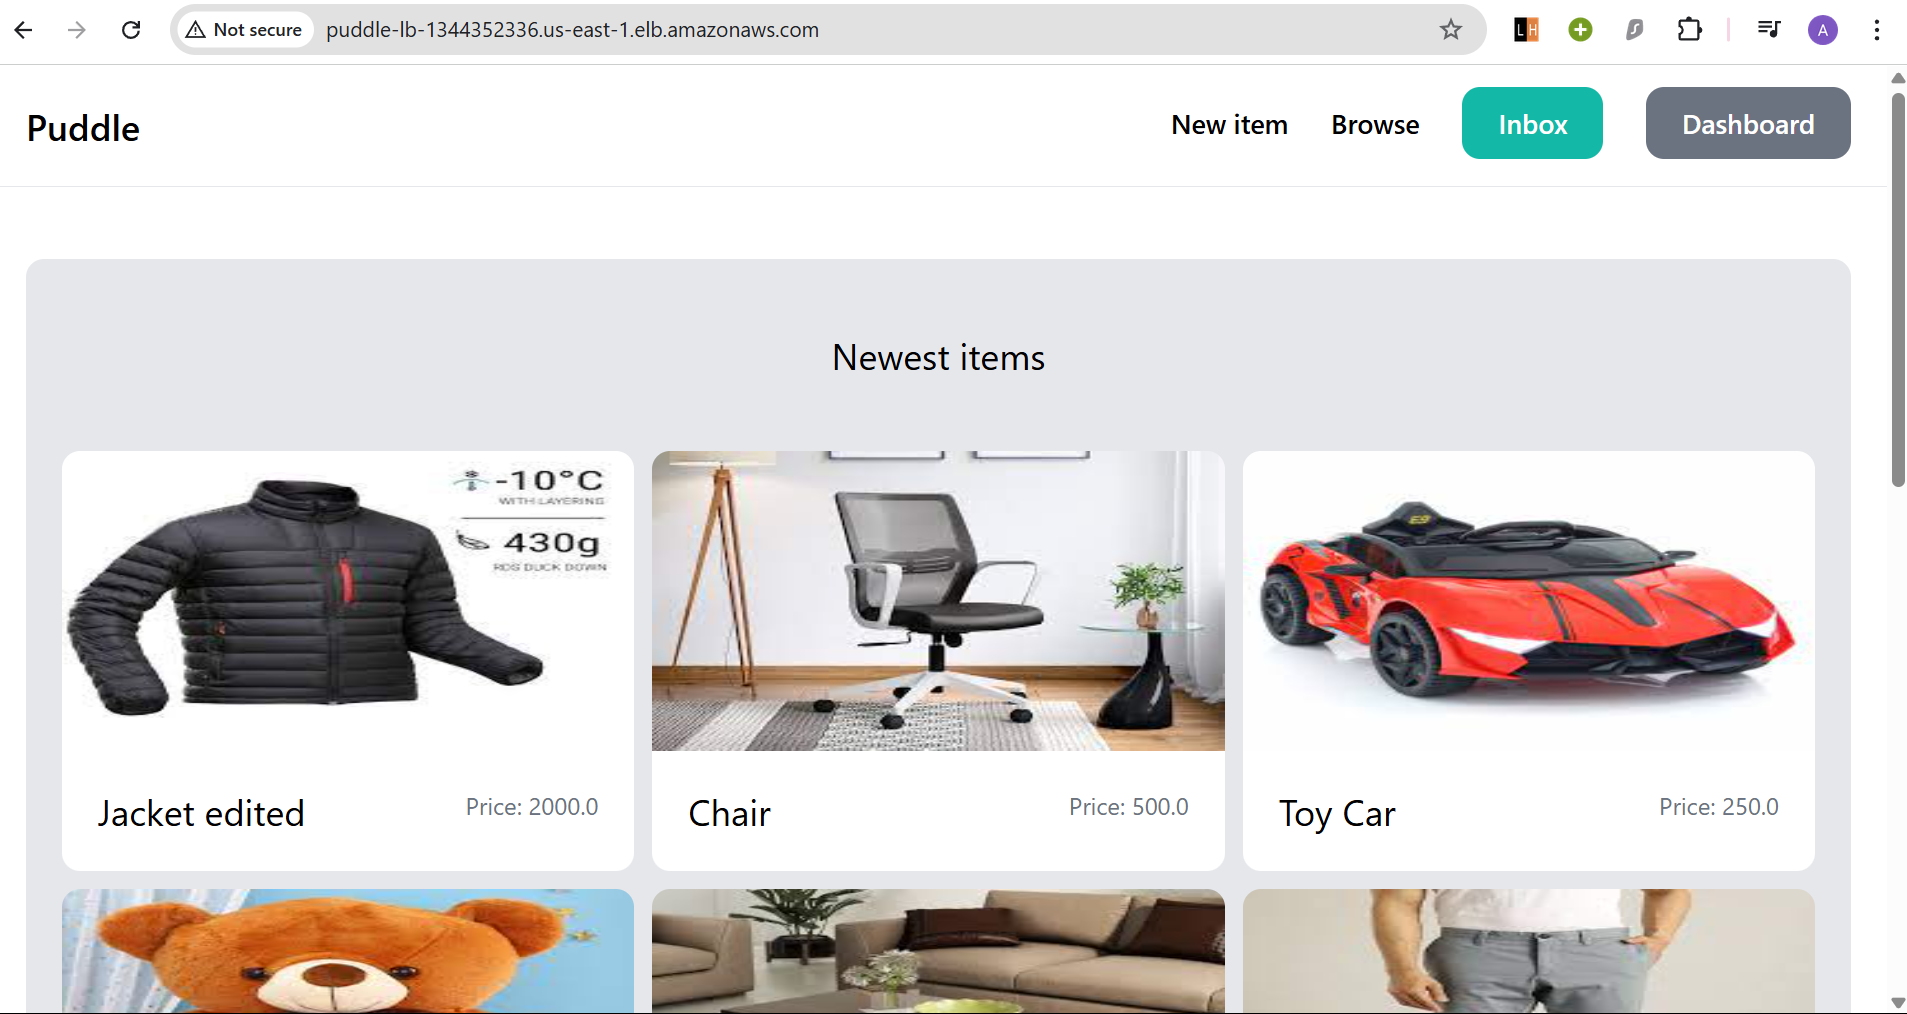 Not secure puddle-lb-1344352336.us-east-1.elb.amazonaws.com
L H
A
Puddle
New item Browse Inbox Dashboard
Newest items
-10°C
WITH LAYERING
430g
RDS DUCK DOWN
Jacket edited Price: 2000.0
Chair Price: 500.0
Toy Car Price: 250.0